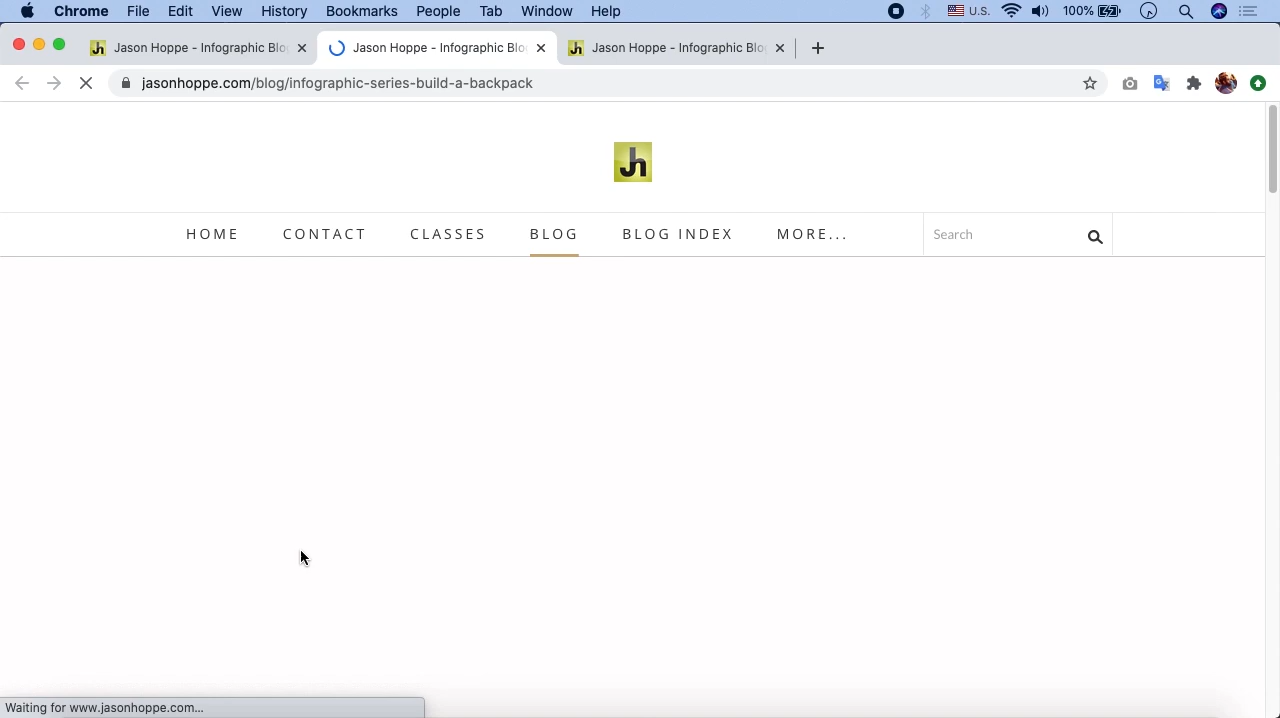 Chrome File Edit View History Bookmarks People Tab Window Help U.S. 100%
Jason Hoppe - Infographic Blo Jason Hoppe - Infographic Blo Jason Hoppe - Infographic Blo
jasonhoppe.com/blog/infographic-series-build-a-backpack
Jh
HOME CONTACT CLASSES BLOG BLOG INDEX MORE... Search
Waiting for www.jasonhoppe.com...